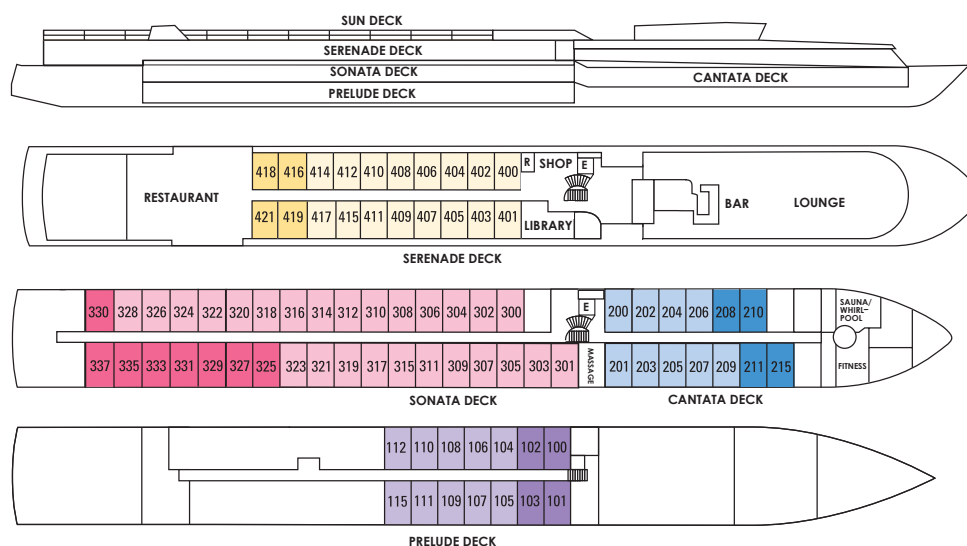 SUN DECK
SERENADE DECK
SONATA DECK
CANTATA DECK
PRELUDE DECK
RESTAURANT
418 416 414 412 410 408 406 404 402 400
R SHOP E
421 419 417 415 411 409 407 405 403 401
LIBRARY
BAR LOUNGE
SERENADE DECK
330 328 326 324 322 320 318 316 314 312 310 308 306 304 302 300
E
200 202 204 206 208 210
SAUNA/
WHIRL-
POOL
337 335 333 331 329 327 325 323 321 319 317 315 311 309 307 305 303 301
MASSAGE
201 203 205 207 209 211 215
FITNESS
SONATA DECK CANTATA DECK
112 110 108 106 104 102 100
115 111 109 107 105 103 101
PRELUDE DECK